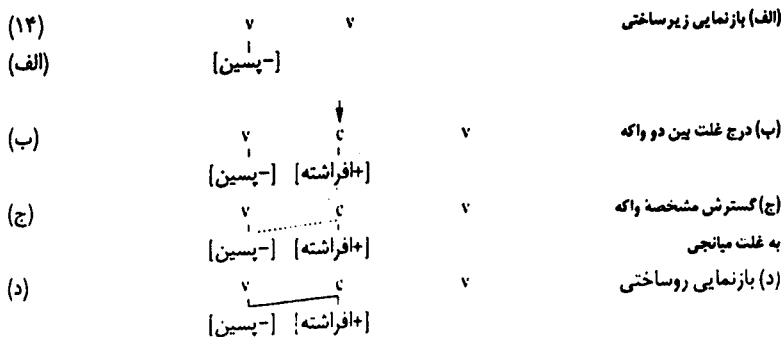 (۱۴) v v (الف) بازنمایی زیرساختی
(الف) [-پسین]
(ب) v c v (ب) درج غلت بین دو واکه
[-پسین] [+افراشته]
(ج) v c v (ج) گسترش مشخصهٔ واکه
[-پسین] [+افراشته] به غلت میانجی
(د) v c v (د) بازنمایی روساختی
[-پسین] [+افراشته]